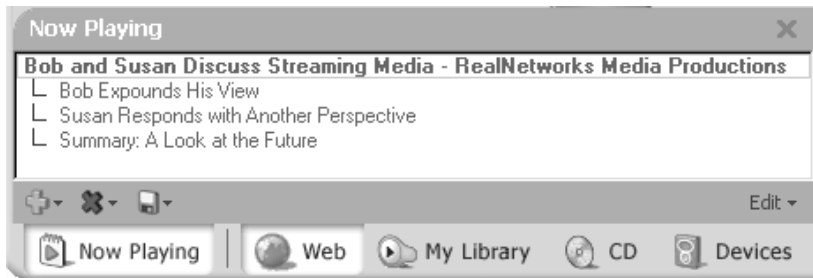 Now Playing
Bob and Susan Discuss Streaming Media - RealNetworks Media Productions
Bob Expounds His View
Susan Responds with Another Perspective
Summary: A Look at the Future
Edit
Now Playing Web My Library CD Devices